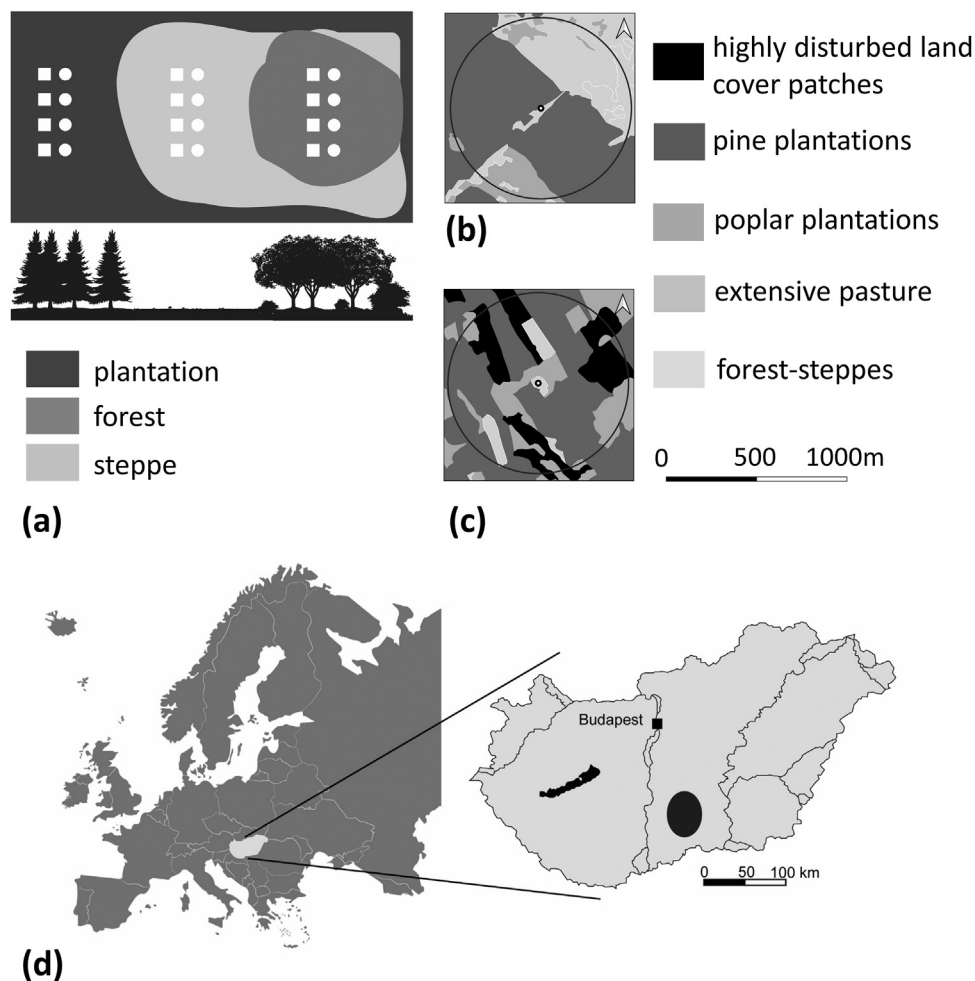 highly disturbed land
cover patches
pine plantations
(b)
poplar plantations
extensive pasture
plantation
forest-steppes
forest
0 500 1000m
steppe
(a)
(c)
Budapest
0 50 100 km
(d)